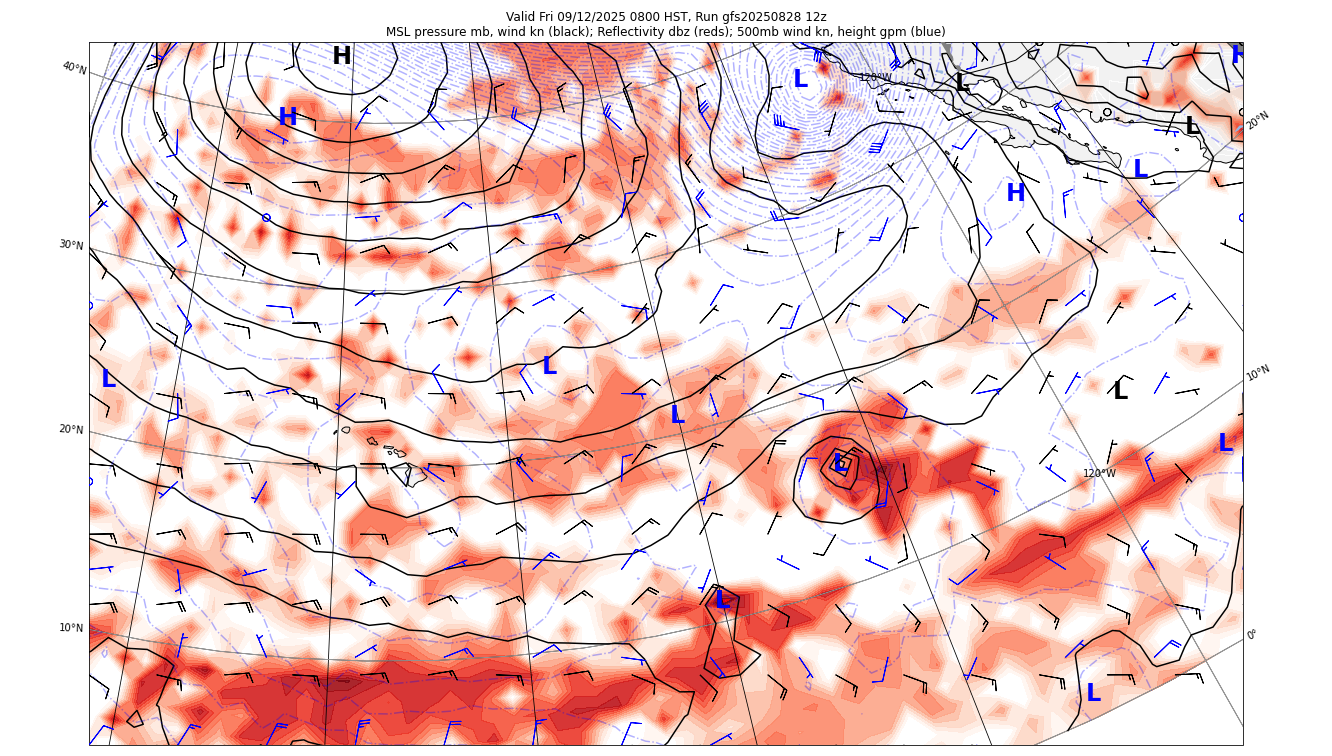 Valid Fri 09/12/2025 0800 HST, Run gfs20250828 12z
MSL pressure mb, wind kn (black); Reflectivity dbz (reds); 500mb wind kn, height gpm (blue)
H
L
120°W
L
H
40°N
H
L
20°N
L
H
30°N
L
10°N
L
L
L
20°N
L
L
120°W
L
10°N
0°
L